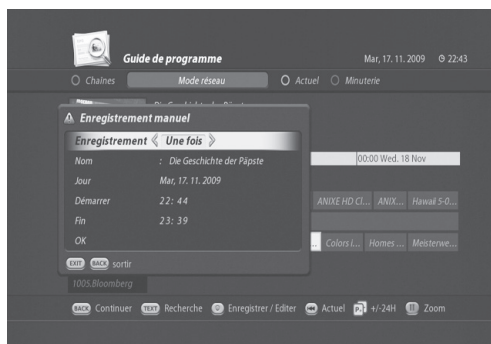 Guide de programme
Mar, 17. 11. 2009 22:43
Chaînes Mode réseau Actuel Minuterie
Enregistrement manuel
Enregistrement Une fois
Nom : Die Geschichte der Päpste
Jour Mar, 17. 11. 2009
00:00 Wed. 18 Nov
Démarrer 22: 44
ANIXE HD Cl... ANIX... Hawaii 5-0...
Fin 23: 39
OK
.. Colors i... Homes ... Meisterwe...
EXIT BACK sortir
1005.Bloomberg
BACK Continuer TEXT Recherche Enregistrer / Editer Actuel P. +/-24H Zoom